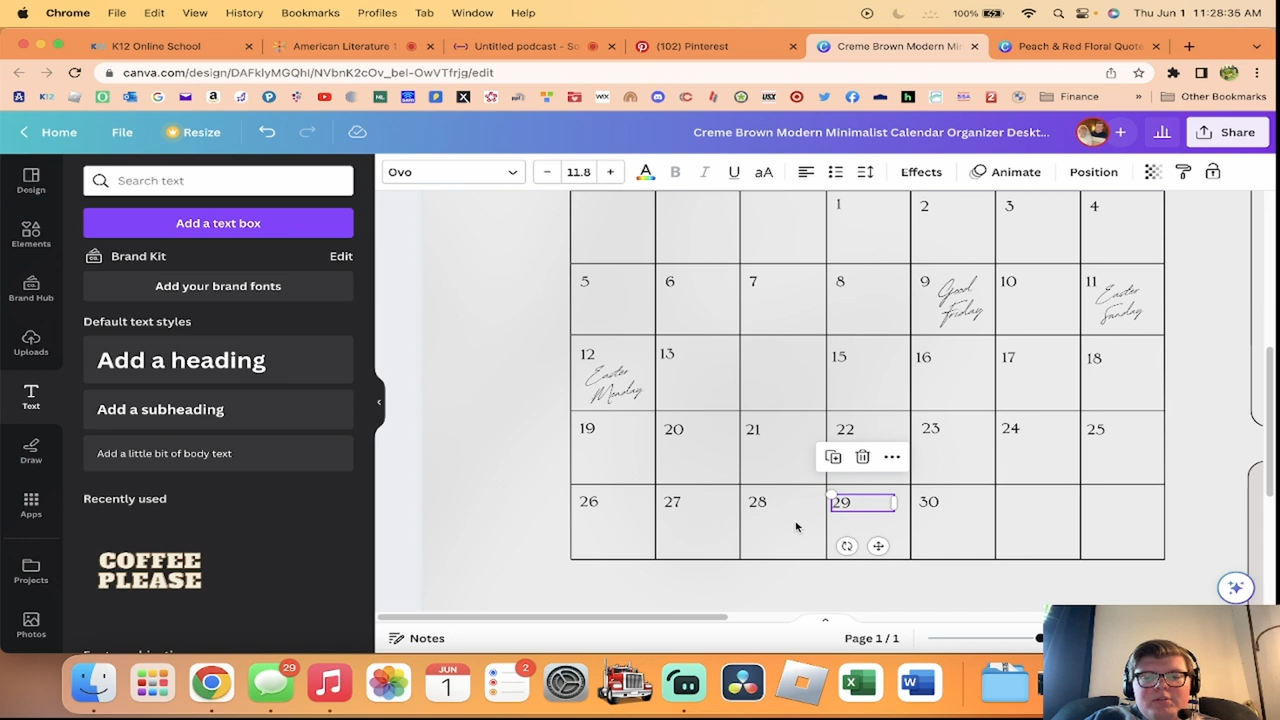 Chrome File Edit View History Bookmarks Profiles Tab Window Help 100% Thu Jun 1 11:28:35 AM
K12 Online School American Literature 1 Untitled podcast - So (102) Pinterest Creme Brown Modern Mi Peach & Red Floral Quote
canva.com/design/DAFklyMGQhI/NVbnK2cOv_bel-OwVTfrjg/edit
Finance » Other Bookmarks
Home File Resize Creme Brown Modern Minimalist Calendar Organizer Deskt... Share
Design
Elements
Brand Hub
Uploads
Text
Draw
Apps
Projects
Photos
Search text
Add a text box
Brand Kit Edit
Add your brand fonts
Default text styles
Add a heading
Add a subheading
Add a little bit of body text
Recently used
COFFEE
PLEASE
Ovo 11.8 A B I U aA Effects Animate Position
1 2 3 4
5 6 7 8 9 Good Friday 10 11 Easter Sunday
12 Easter Monday 13 15 16 17 18
19 20 21 22 23 24 25
26 27 28 29 30
Notes Page 1 / 1
29 JUN 1 2